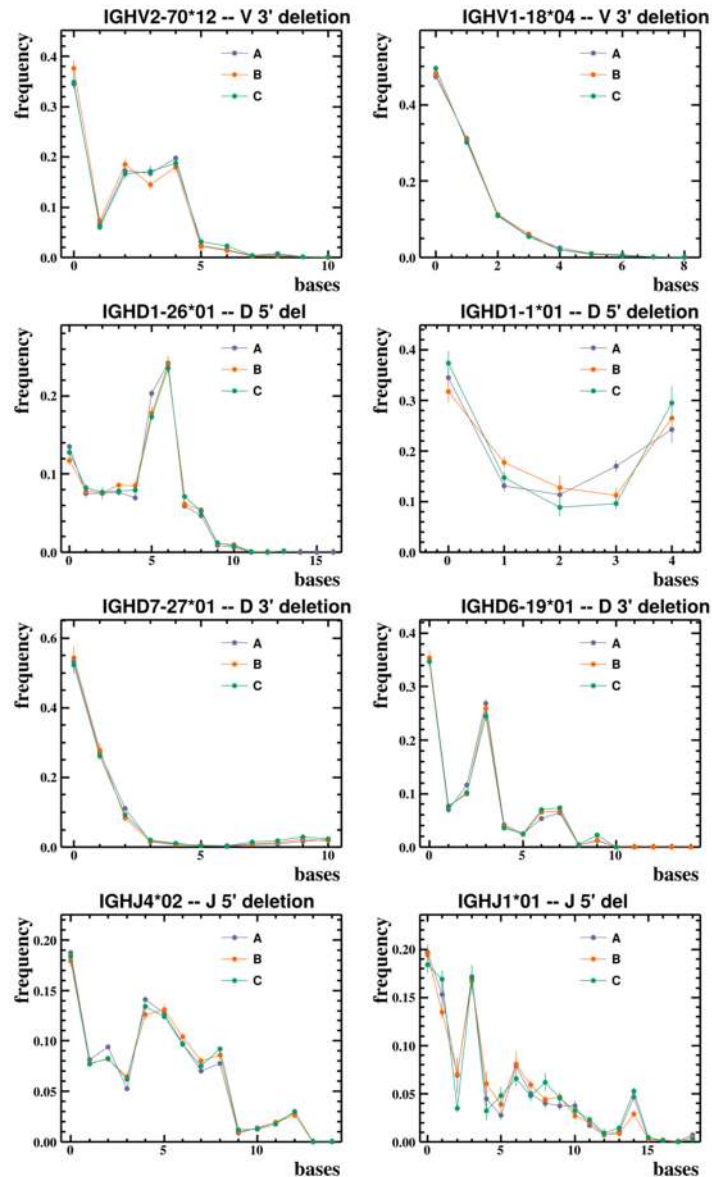 IGHV2-70*12 -- V 3' deletion
frequency
0.4
0.3
0.2
0.1
0.0
A
B
C
0 5 10
bases
IGHV1-18*04 -- V 3' deletion
frequency
0.4
0.2
0.0
A
B
C
0 2 4 6 8
bases
IGHD1-26*01 -- D 5' del
frequency
0.2
0.1
0.0
A
B
C
0 5 10 15
bases
IGHD1-1*01 -- D 5' deletion
frequency
0.4
0.3
0.2
0.1
0.0
A
B
C
0 1 2 3 4
bases
IGHD7-27*01 -- D 3' deletion
frequency
0.6
0.4
0.2
0.0
A
B
C
0 5 10
bases
IGHD6-19*01 -- D 3' deletion
frequency
0.4
0.3
0.2
0.1
0.0
A
B
C
0 5 10
bases
IGHJ4*02 -- J 5' deletion
frequency
0.20
0.15
0.10
0.05
0.00
A
B
C
0 5 10
bases
IGHJ1*01 -- J 5' del
frequency
0.20
0.15
0.10
0.05
0.00
A
B
C
0 5 10 15
bases